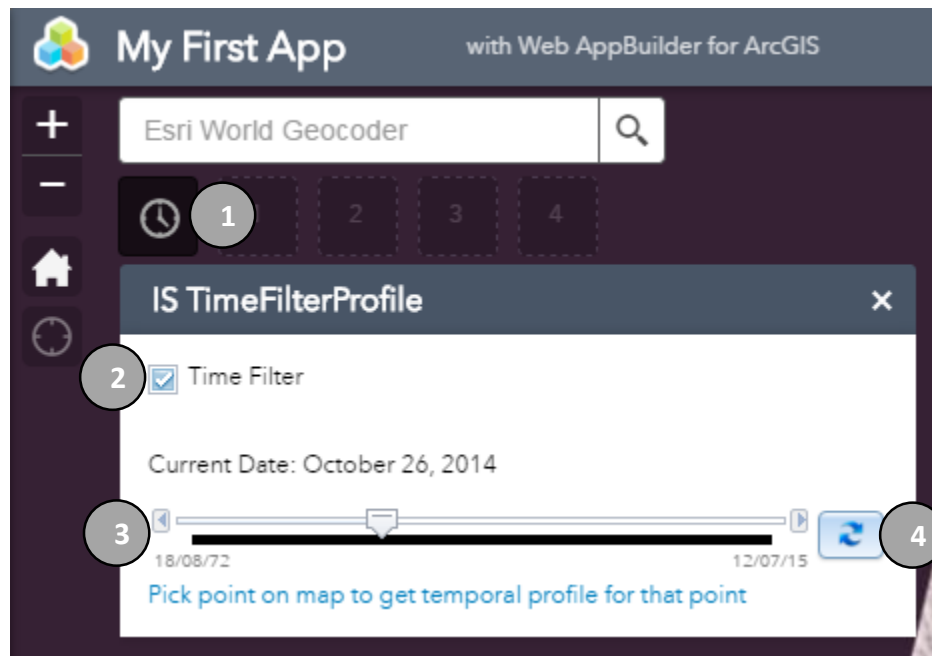 My First App with Web AppBuilder for ArcGIS
+
Esri World Geocoder
−
1 2 3 4
IS TimeFilterProfile ×
2 Time Filter
Current Date: October 26, 2014
3
4
18/08/72 12/07/15
Pick point on map to get temporal profile for that point